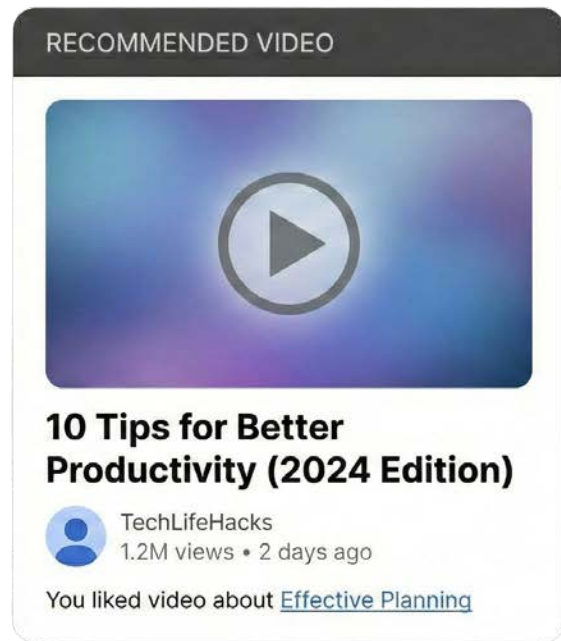 RECOMMENDED VIDEO
10 Tips for Better
Productivity (2024 Edition)
TechLifeHacks
1.2M views • 2 days ago
You liked video about Effective Planning